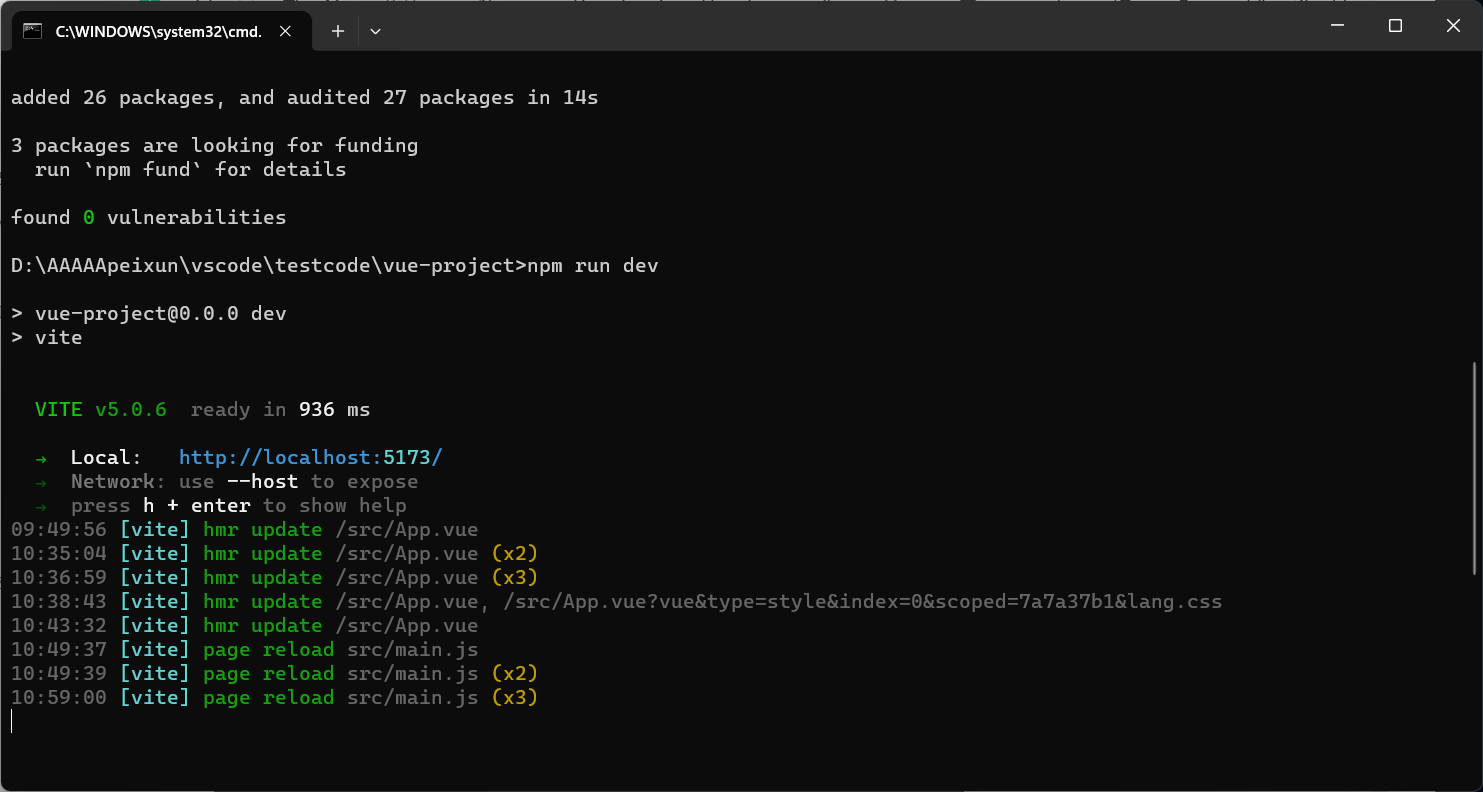 C:\WINDOWS\system32\cmd.
added 26 packages, and audited 27 packages in 14s
3 packages are looking for funding
  run `npm fund` for details
found 0 vulnerabilities
D:\AAAAApeixun\vscode\testcode\vue-project>npm run dev
> vue-project@0.0.0 dev
> vite
  VITE v5.0.6  ready in 936 ms
  →  Local:   http://localhost:5173/
  →  Network: use --host to expose
  →  press h + enter to show help
09:49:56 [vite] hmr update /src/App.vue
10:35:04 [vite] hmr update /src/App.vue (x2)
10:36:59 [vite] hmr update /src/App.vue (x3)
10:38:43 [vite] hmr update /src/App.vue, /src/App.vue?vue&type=style&index=0&scoped=7a7a37b1&lang.css
10:43:32 [vite] hmr update /src/App.vue
10:49:37 [vite] page reload src/main.js
10:49:39 [vite] page reload src/main.js (x2)
10:59:00 [vite] page reload src/main.js (x3)